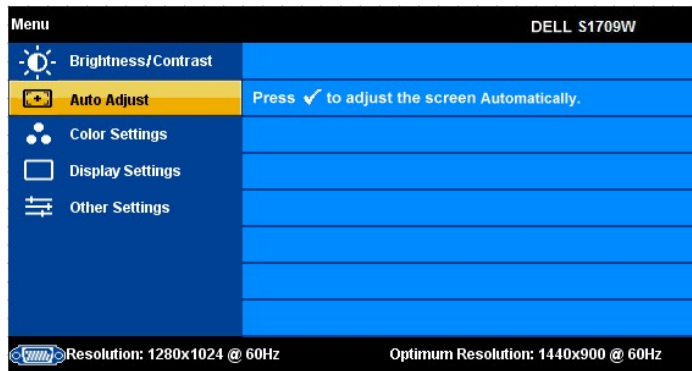 Menu DELL S1709W
Brightness/Contrast
Auto Adjust Press ✓ to adjust the screen Automatically.
Color Settings
Display Settings
Other Settings
Resolution: 1280x1024 @ 60Hz Optimum Resolution: 1440x900 @ 60Hz